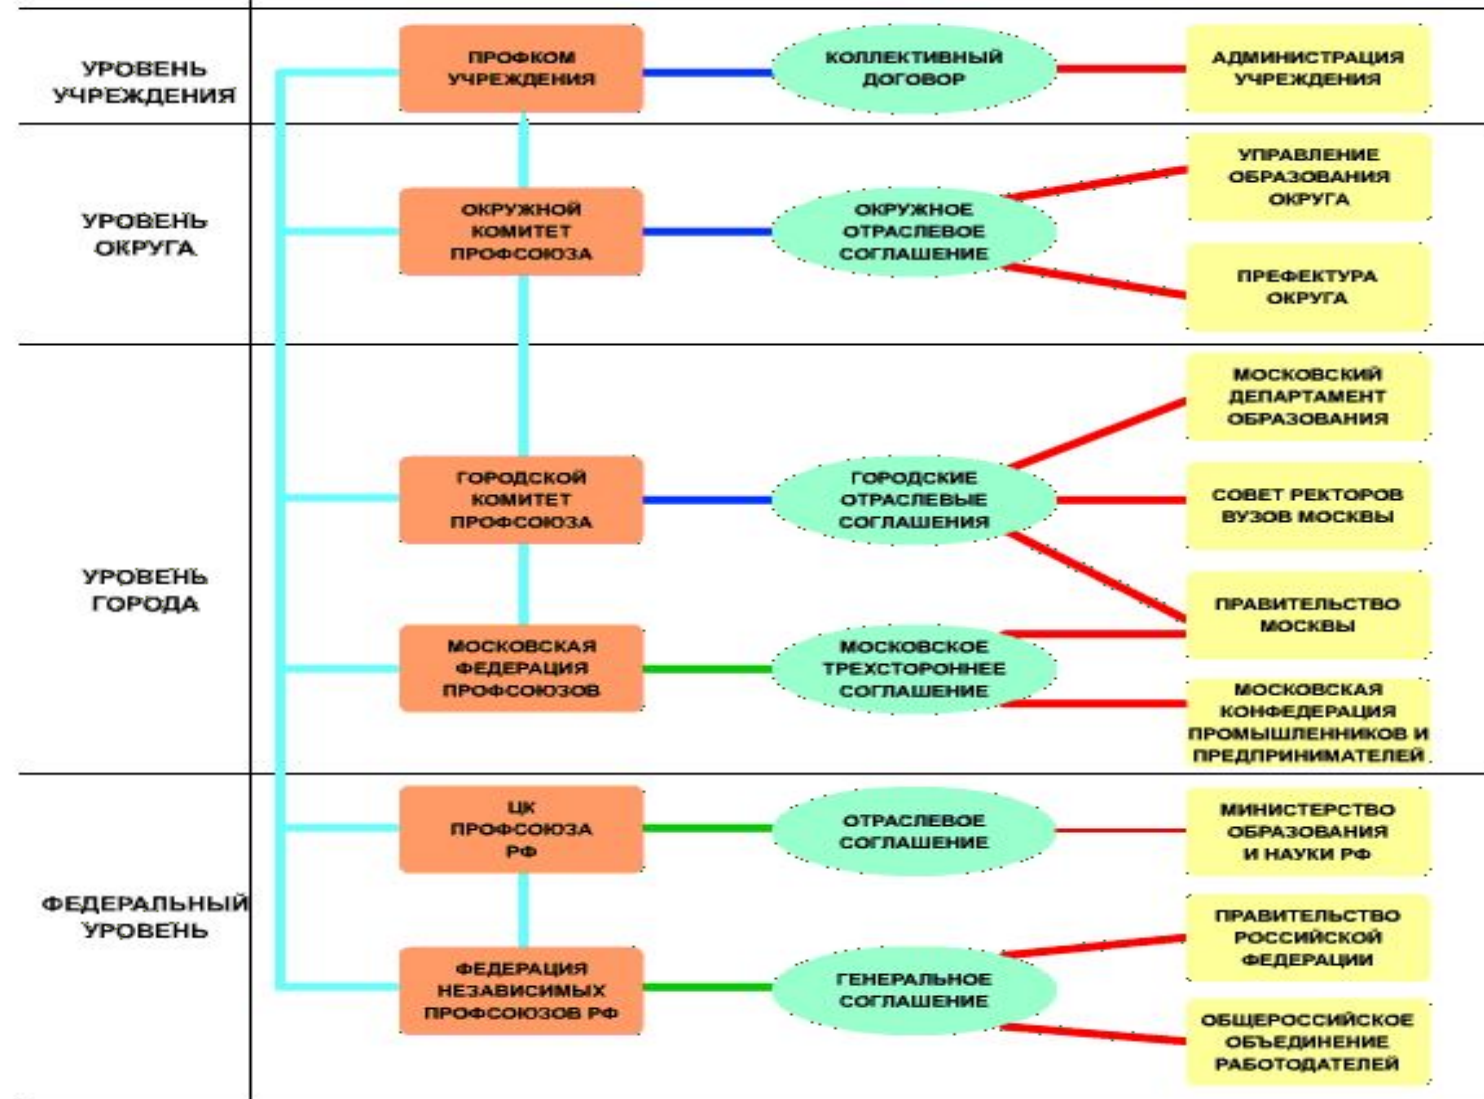 УРОВЕНЬ
УЧРЕЖДЕНИЯ
ПРОФКОМ
УЧРЕЖДЕНИЯ
КОЛЛЕКТИВНЫЙ
ДОГОВОР
АДМИНИСТРАЦИЯ
УЧРЕЖДЕНИЯ
УРОВЕНЬ
ОКРУГА
ОКРУЖНОЙ
КОМИТЕТ
ПРОФСОЮЗА
ОКРУЖНОЕ
ОТРАСЛЕВОЕ
СОГЛАШЕНИЕ
УПРАВЛЕНИЕ
ОБРАЗОВАНИЯ
ОКРУГА
ПРЕФЕКТУРА
ОКРУГА
УРОВЕНЬ
ГОРОДА
ГОРОДСКОЙ
КОМИТЕТ
ПРОФСОЮЗА
ГОРОДСКИЕ
ОТРАСЛЕВЫЕ
СОГЛАШЕНИЯ
МОСКОВСКИЙ
ДЕПАРТАМЕНТ
ОБРАЗОВАНИЯ
СОВЕТ РЕКТОРОВ
ВУЗОВ МОСКВЫ
ПРАВИТЕЛЬСТВО
МОСКВЫ
МОСКОВСКАЯ
ФЕДЕРАЦИЯ
ПРОФСОЮЗОВ
МОСКОВСКОЕ
ТРЕХСТОРОННЕЕ
СОГЛАШЕНИЕ
МОСКОВСКАЯ
КОНФЕДЕРАЦИЯ
ПРОМЫШЛЕННИКОВ И
ПРЕДПРИНИМАТЕЛЕЙ
ФЕДЕРАЛЬНЫЙ
УРОВЕНЬ
ЦК
ПРОФСОЮЗА
РФ
ОТРАСЛЕВОЕ
СОГЛАШЕНИЕ
МИНИСТЕРСТВО
ОБРАЗОВАНИЯ
И НАУКИ РФ
ФЕДЕРАЦИЯ
НЕЗАВИСИМЫХ
ПРОФСОЮЗОВ РФ
ГЕНЕРАЛЬНОЕ
СОГЛАШЕНИЕ
ПРАВИТЕЛЬСТВО
РОССИЙСКОЙ
ФЕДЕРАЦИИ
ОБЩЕРОССИЙСКОЕ
ОБЪЕДИНЕНИЕ
РАБОТОДАТЕЛЕЙ